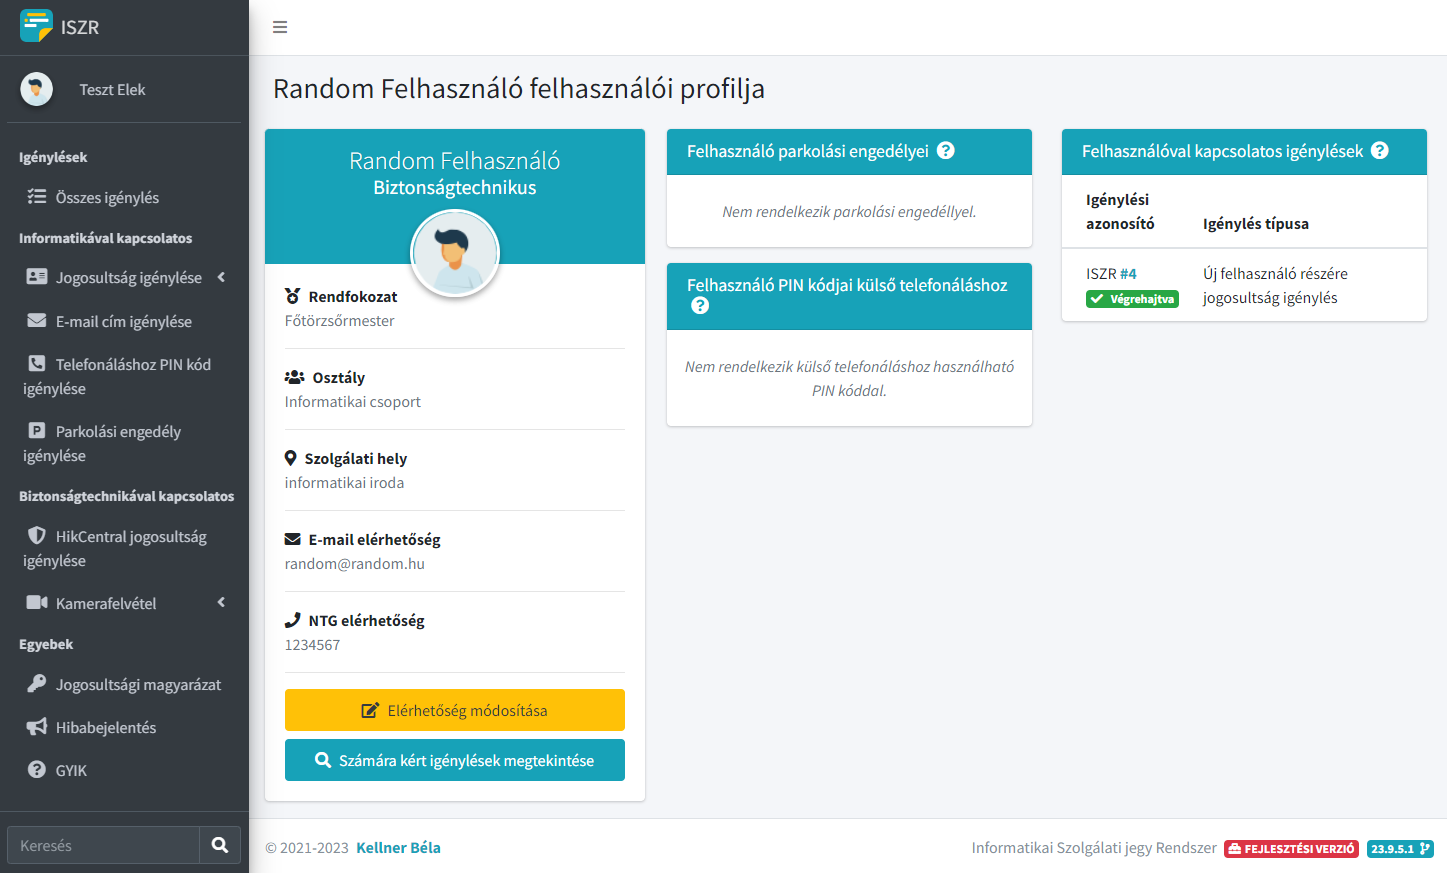 ISZR
Teszt Elek
Igénylések
Összes igénylés
Informatikával kapcsolatos
Jogosultság igénylése
E-mail cím igénylése
Telefonáláshoz PIN kód
igénylése
Parkolási engedély
igénylése
Biztonságtechnikával kapcsolatos
HikCentral jogosultság
igénylése
Kamerafelvétel
Egyebek
Jogosultsági magyarázat
Hibabejelentés
GYIK
Keresés
Random Felhasználó felhasználói profilja
Random Felhasználó
Biztonságtechnikus
Rendfokozat
Főtörzsőrmester
Osztály
Informatikai csoport
Szolgálati hely
informatikai iroda
E-mail elérhetőség
random@random.hu
NTG elérhetőség
1234567
Elérhetőség módosítása
Számára kért igénylések megtekintése
Felhasználó parkolási engedélyei
Nem rendelkezik parkolási engedéllyel.
Felhasználó PIN kódjai külső telefonáláshoz
Nem rendelkezik külső telefonáláshoz használható
PIN kóddal.
Felhasználóval kapcsolatos igénylések
Igénylési
azonosító
Igénylés típusa
ISZR #4
Végrehajtva
Új felhasználó részére
jogosultság igénylés
© 2021-2023 Kellner Béla
Informatikai Szolgálati jegy Rendszer FEJLESZTÉSI VERZIÓ 23.9.5.1